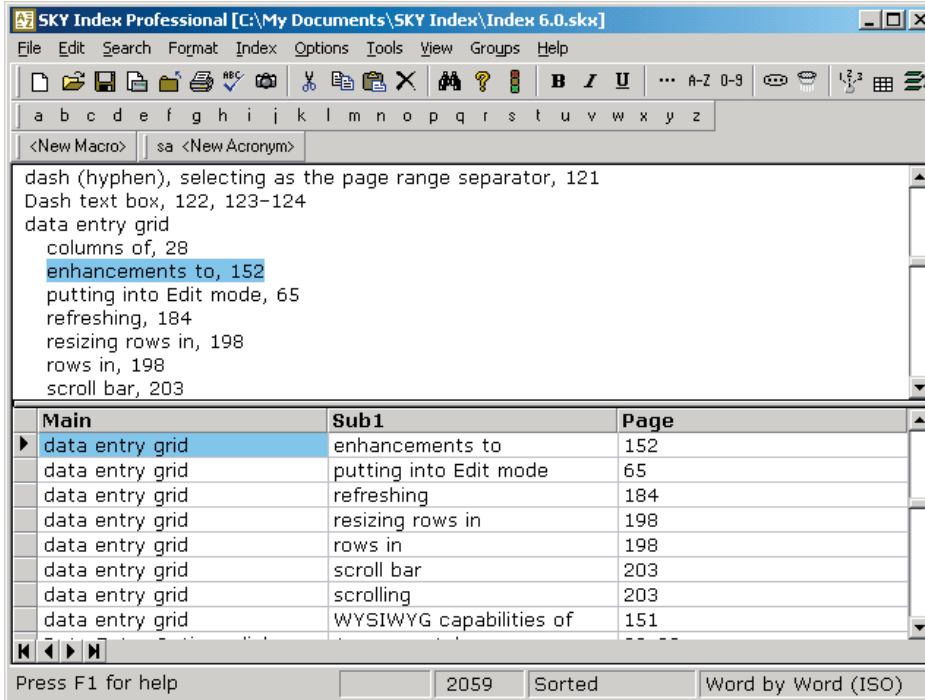 SKY Index Professional [C:\My Documents\SKY Index\Index 6.0.skx]
File Edit Search Format Index Options Tools View Groups Help
ABC B I U ... A-Z 0-9
a b c d e f g h i j k l m n o p q r s t u v w x y z
<New Macro> sa <New Acronym>
dash (hyphen), selecting as the page range separator, 121
Dash text box, 122, 123–124
data entry grid
columns of, 28
enhancements to, 152
putting into Edit mode, 65
refreshing, 184
resizing rows in, 198
rows in, 198
scroll bar, 203
Main Sub1 Page
data entry grid enhancements to 152
data entry grid putting into Edit mode 65
data entry grid refreshing 184
data entry grid resizing rows in 198
data entry grid rows in 198
data entry grid scroll bar 203
data entry grid scrolling 203
data entry grid WYSIWYG capabilities of 151
Press F1 for help 2059 Sorted Word by Word (ISO)